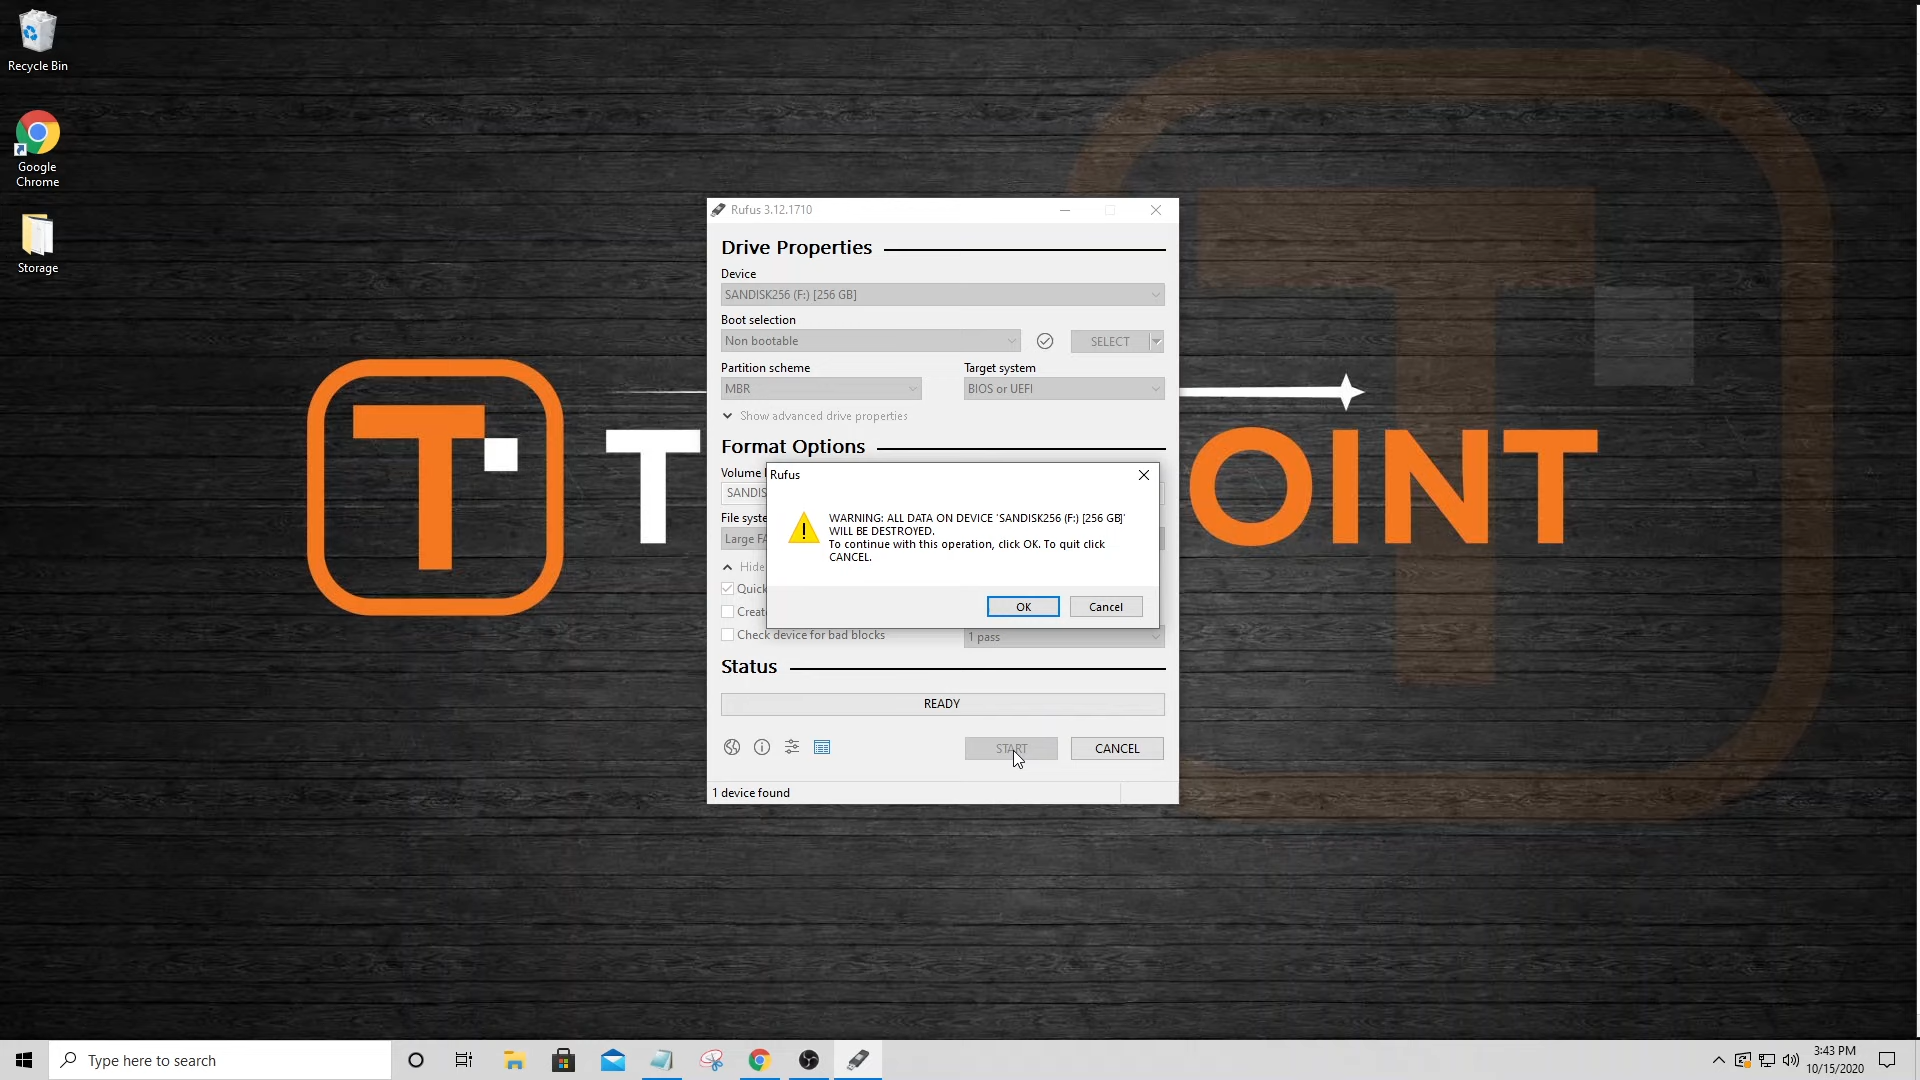 Recycle Bin
Google
Chrome
Storage
T
T
OINT
Rufus 3.12.1710
Drive Properties
Device
SANDISK256 (F:) [256 GB]
Boot selection
Non bootable
SELECT
Partition scheme
Target system
MBR
BIOS or UEFI
Show advanced drive properties
Format Options
Volume
SANDIS
File syste
Large FA
Hide
Quick
Creat
Check device for bad blocks
1 pass
Rufus
WARNING: ALL DATA ON DEVICE 'SANDISK256 (F:) [256 GB]'
WILL BE DESTROYED.
To continue with this operation, click OK. To quit click
CANCEL.
OK
Cancel
Status
READY
START
CANCEL
1 device found
Type here to search
3:43 PM
10/15/2020